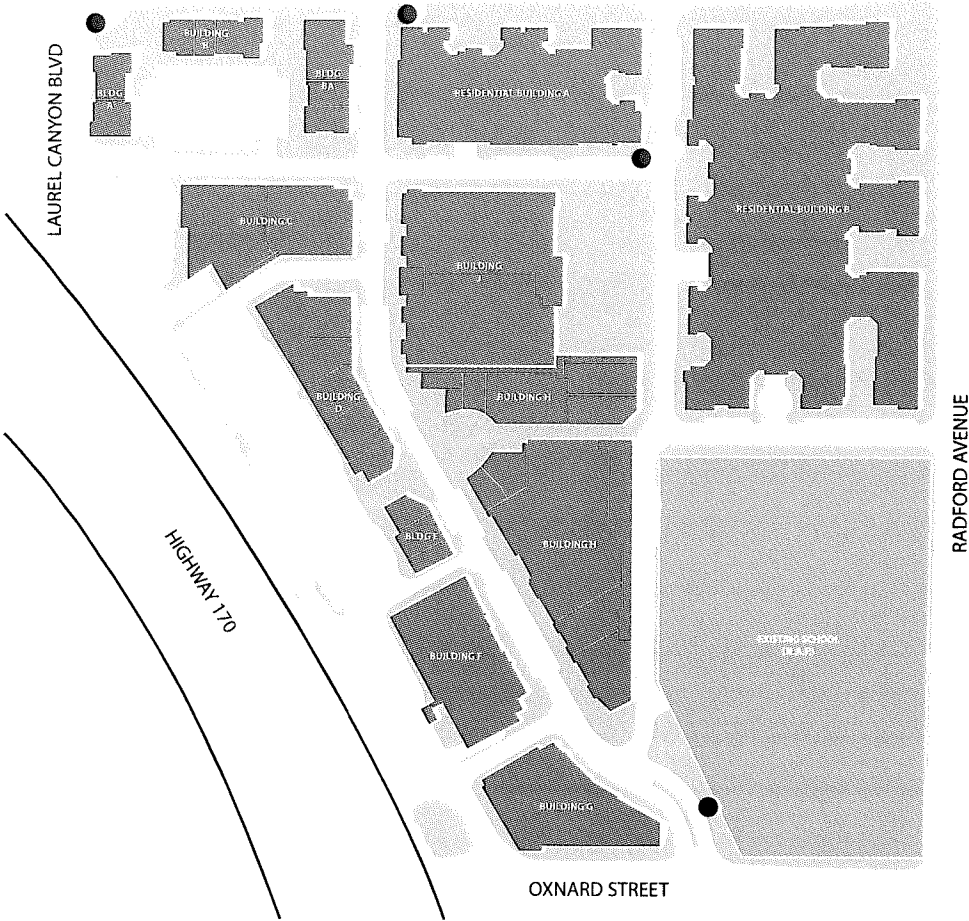 LAUREL CANYON BLVD
BUILDING
B
BLDG
A
BLDG
BA
RESIDENTIAL BUILDING A
RESIDENTIAL BUILDING B
BUILDING C
BUILDING
J
BUILDING
D
BUILDING H
BLDG E
BUILDING H
HIGHWAY 170
BUILDING F
EXISTING SCHOOL
(N.A.P.)
BUILDING G
RADFORD AVENUE
OXNARD STREET